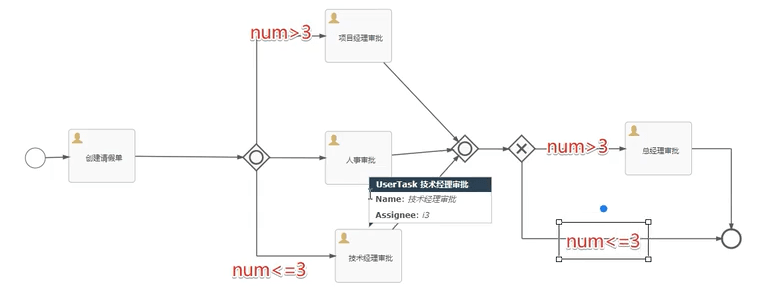 num>3
项目经理审批
创建请假单
人事审批
num>3
总经理审批
UserTask 技术经理审批
Name: 技术经理审批
Assignee: i3
num<=3
技术经理审批
num<=3